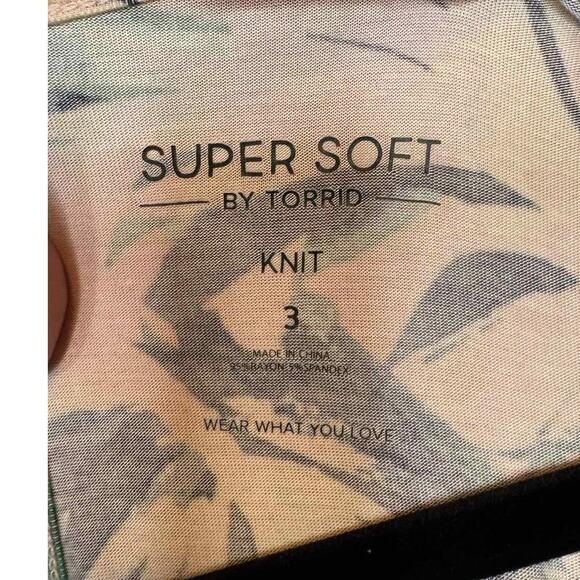 SUPER SOFT
BY TORRID
KNIT
3
MADE IN CHINA
95%RAYON 5%SPANDEX
WEAR WHAT YOU LOVE